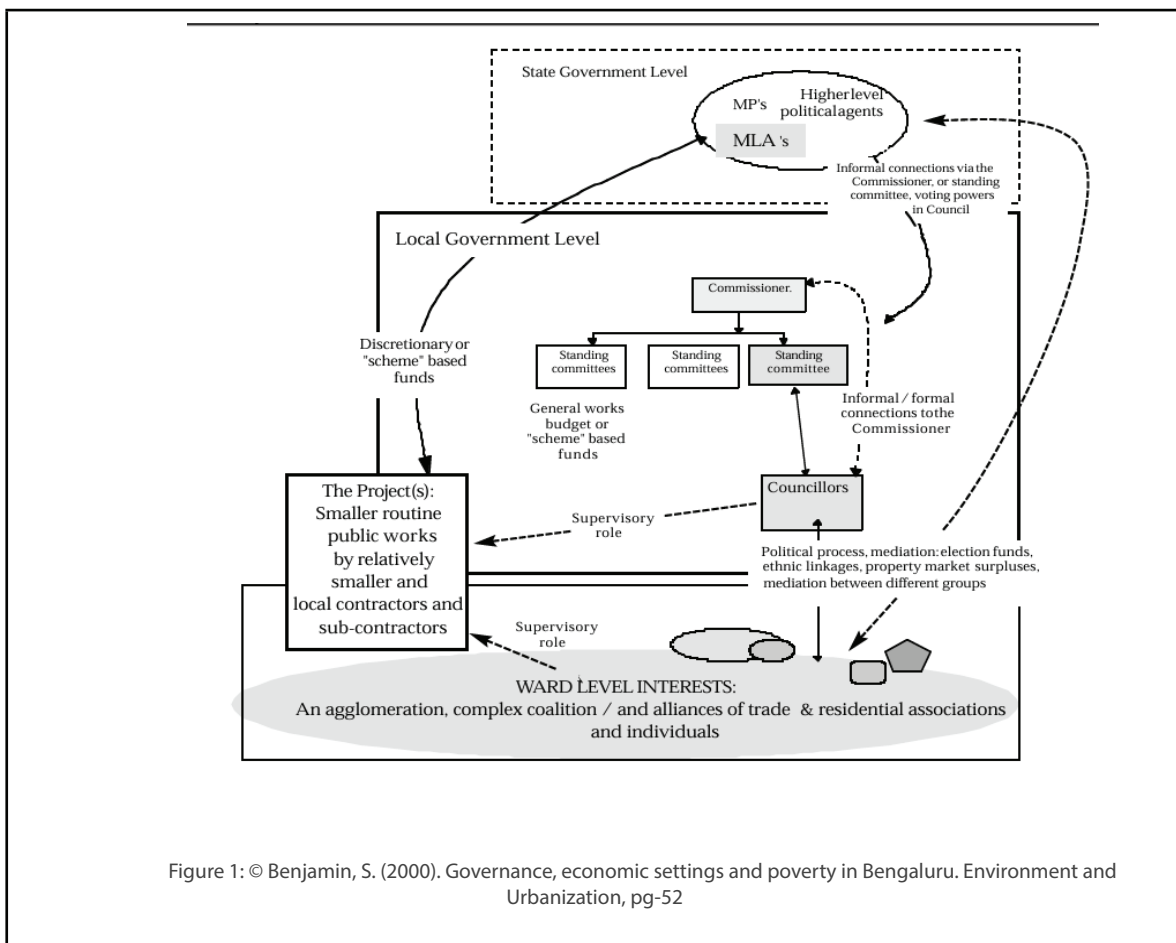 State Government Level
MP's
Higher level
political agents
MLA 's
Informal connections via the
Commissioner, or standing
committee, voting powers
in Council
Local Government Level
Commissioner.
Discretionary or
"scheme" based
funds
Standing
committees
Standing
committees
Standing
committee
General works
budget or
"scheme" based
funds
Informal / formal
connections to the
Commissioner
The Project(s):
Smaller routine
public works
by relatively
smaller and
local contractors and
sub-contractors
Councillors
Supervisory
role
Political process, mediation: election funds,
ethnic linkages, property market surpluses,
mediation between different groups
Supervisory
role
WARD LEVEL INTERESTS:
An agglomeration, complex coalition / and alliances of trade & residential associations
and individuals
Figure 1: © Benjamin, S. (2000). Governance, economic settings and poverty in Bengaluru. Environment and
Urbanization, pg-52